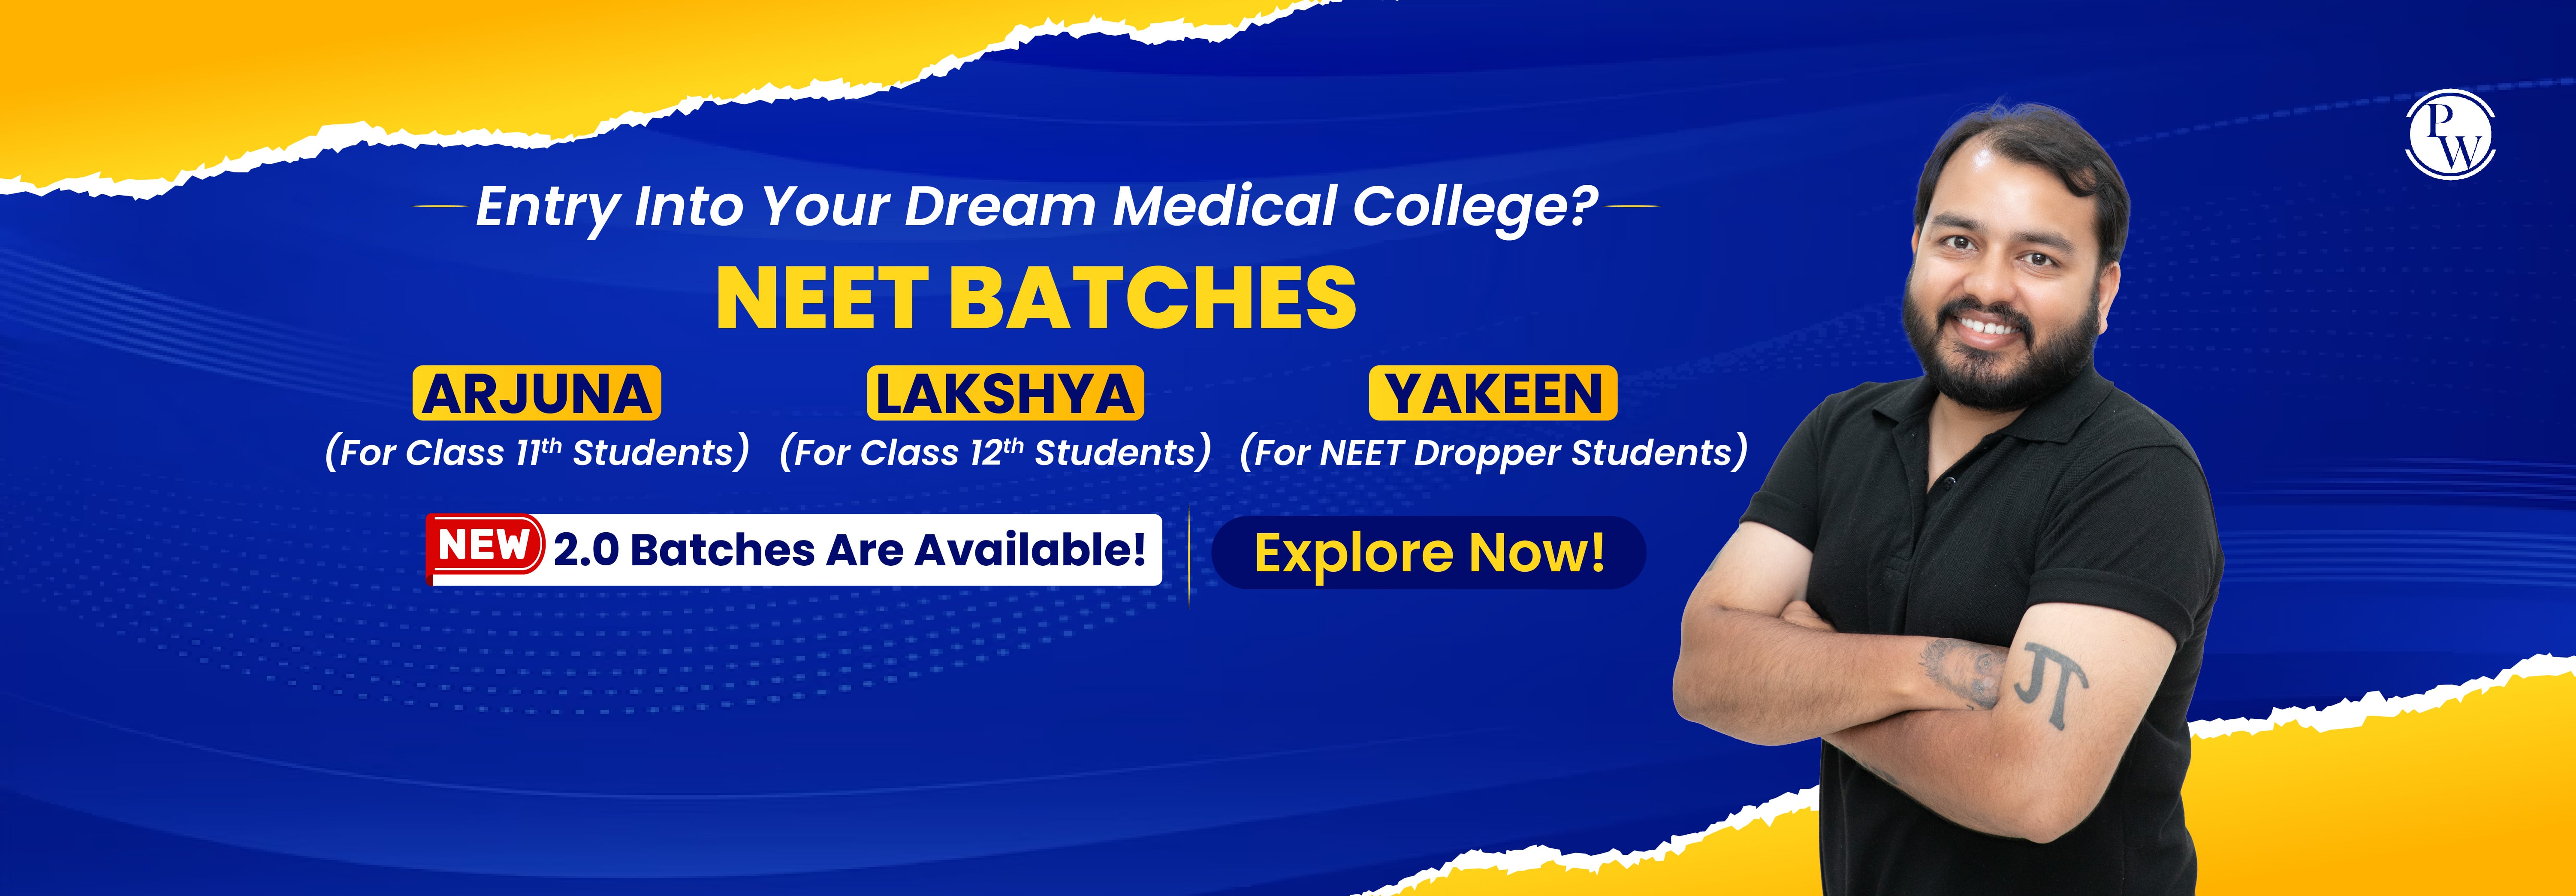 P
W
Entry Into Your Dream Medical College?
NEET BATCHES
ARJUNA LAKSHYA YAKEEN
(For Class 11th Students) (For Class 12th Students) (For NEET Dropper Students)
NEW 2.0 Batches Are Available! Explore Now!
π